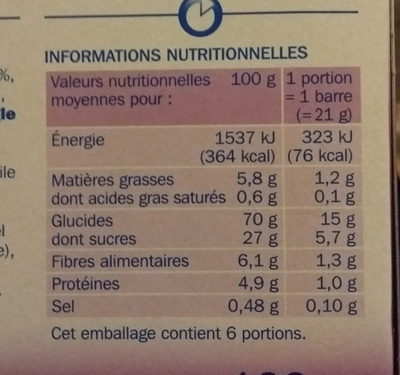 %,
le
ile
INFORMATIONS NUTRITIONNELLES
Valeurs nutritionnelles 100 g 1 portion
moyennes pour : = 1 barre
(= 21 g)
Énergie 1537 kJ 323 kJ
(364 kcal) (76 kcal)
Matières grasses 5,8 g 1,2 g
dont acides gras saturés 0,6 g 0,1 g
Glucides 70 g 15 g
dont sucres 27 g 5,7 g
Fibres alimentaires 6,1 g 1,3 g
Protéines 4,9 g 1,0 g
Sel 0,48 g 0,10 g
Cet emballage contient 6 portions.